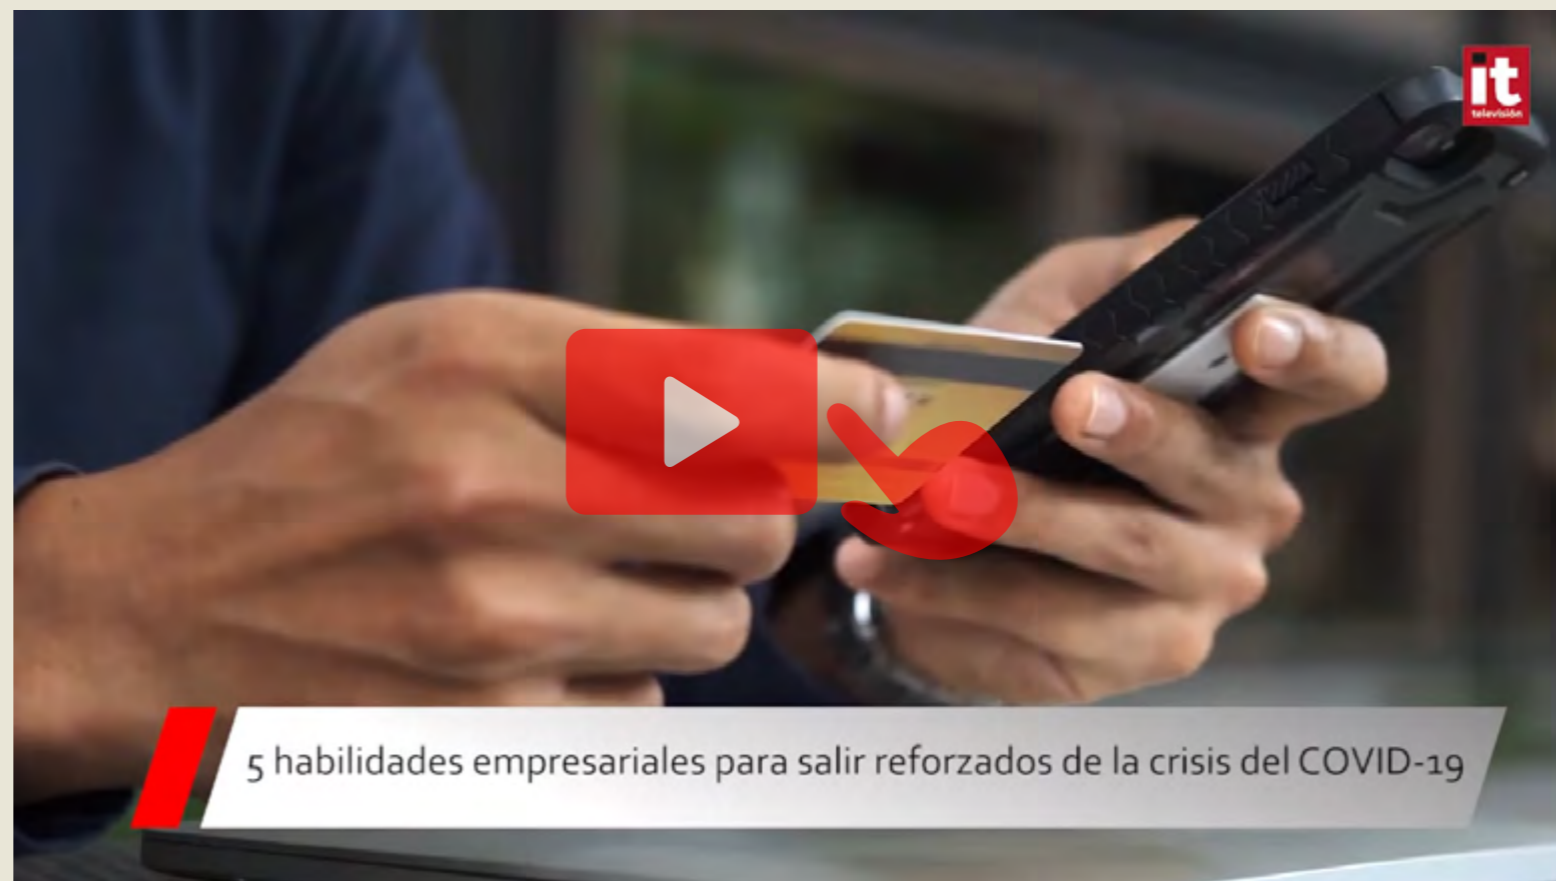 it
televisión
5 habilidades empresariales para salir reforzados de la crisis del COVID-19